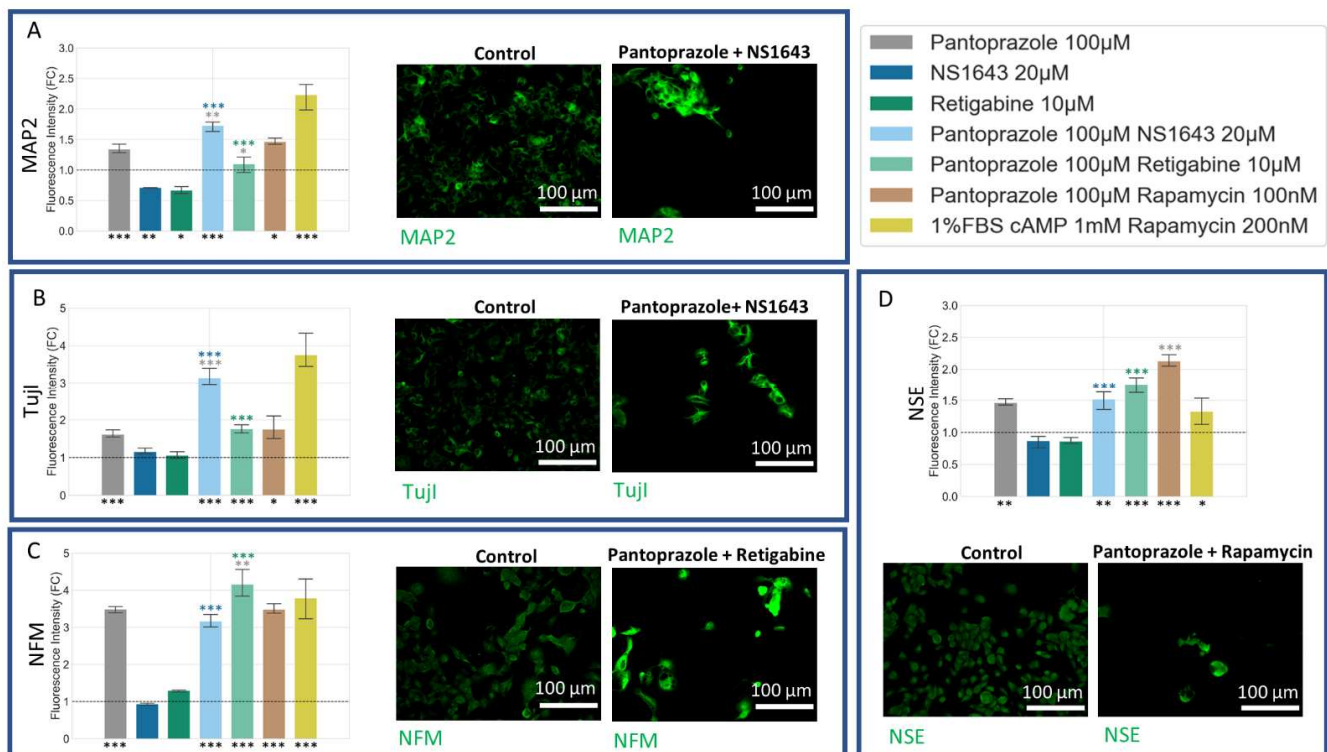 A
MAP2
Fluorescence Intensity (FC)
3.0
2.5
2.0
1.5
1.0
0.5
0.0
***
**
***
*
*** ** * *** * ***
Control
Pantoprazole + NS1643
100 µm
100 µm
MAP2
MAP2
Pantoprazole 100µM
NS1643 20µM
Retigabine 10µM
Pantoprazole 100µM NS1643 20µM
Pantoprazole 100µM Retigabine 10µM
Pantoprazole 100µM Rapamycin 100nM
1%FBS cAMP 1mM Rapamycin 200nM
B
TujI
Fluorescence Intensity (FC)
5
4
3
2
1
0
***
***
***
*** *** *** * ***
Control
Pantoprazole+ NS1643
100 µm
100 µm
TujI
TujI
C
NFM
Fluorescence Intensity (FC)
5
4
3
2
1
0
***
***
**
*** *** *** *** ***
Control
Pantoprazole + Retigabine
100 µm
100 µm
NFM
NFM
D
NSE
Fluorescence Intensity (FC)
3.0
2.5
2.0
1.5
1.0
0.5
0.0
***
***
***
** ** *** *** *
Control
Pantoprazole + Rapamycin
100 µm
100 µm
NSE
NSE